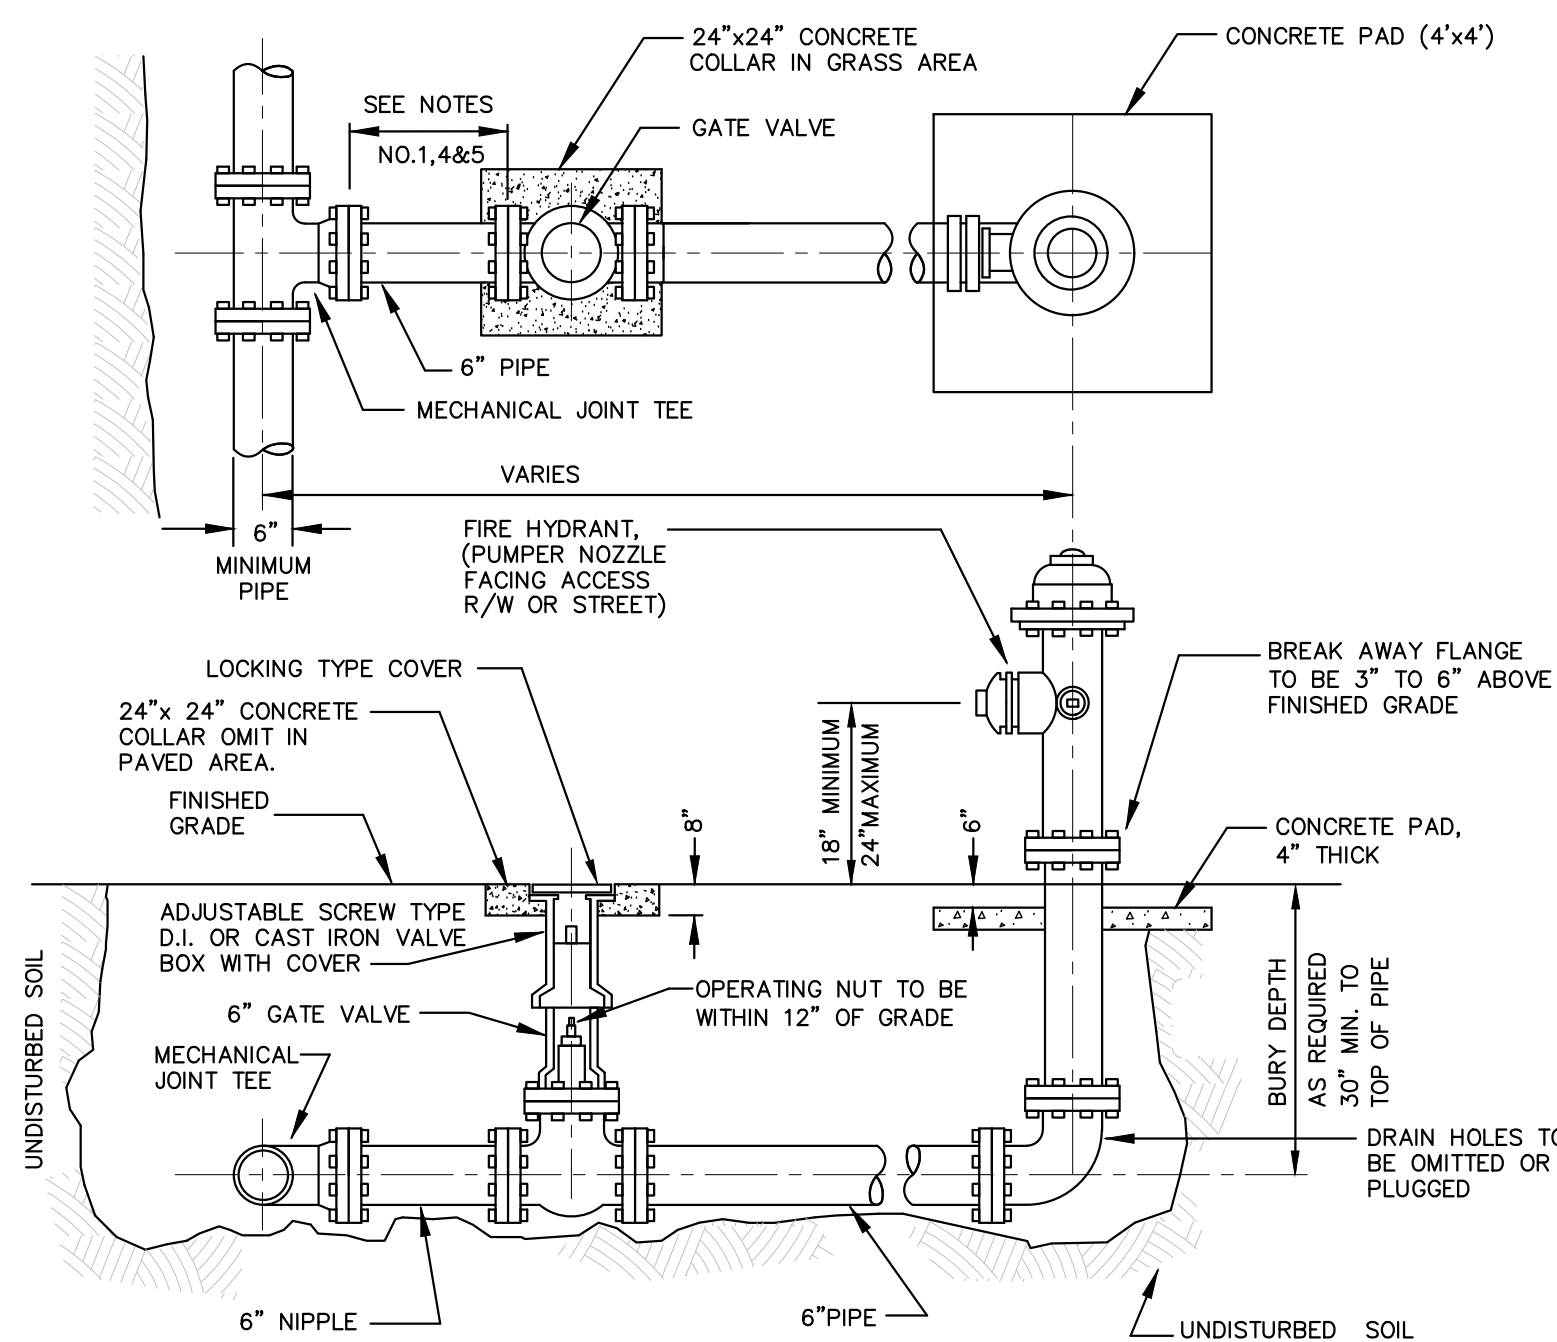 24"x24" CONCRETE
COLLAR IN GRASS AREA
CONCRETE PAD (4'x4')
SEE NOTES
NO.1,4&5
GATE VALVE
6" PIPE
MECHANICAL JOINT TEE
VARIES
6"
MINIMUM
PIPE
FIRE HYDRANT,
(PUMPER NOZZLE
FACING ACCESS
R/W OR STREET)
LOCKING TYPE COVER
24"x 24" CONCRETE
COLLAR OMIT IN
PAVED AREA.
FINISHED
GRADE
BREAK AWAY FLANGE
TO BE 3" TO 6" ABOVE
FINISHED GRADE
18" MINIMUM
24"MAXIMUM
8"
6"
CONCRETE PAD,
4" THICK
ADJUSTABLE SCREW TYPE
D.I. OR CAST IRON VALVE
BOX WITH COVER
OPERATING NUT TO BE
WITHIN 12" OF GRADE
6" GATE VALVE
MECHANICAL
JOINT TEE
UNDISTURBED SOIL
BURY DEPTH
AS REQUIRED
30" MIN. TO
TOP OF PIPE
DRAIN HOLES TO
BE OMITTED OR
PLUGGED
6" NIPPLE
6"PIPE
UNDISTURBED SOIL